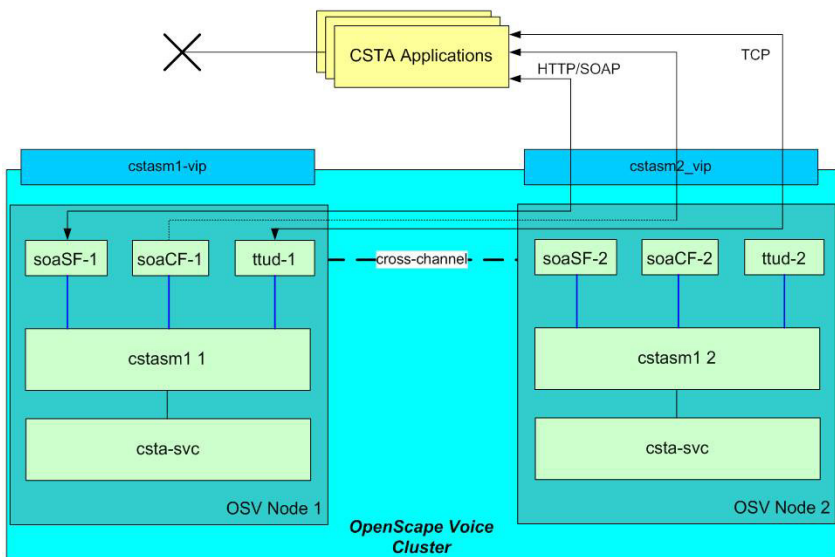 CSTA Applications
HTTP/SOAP
TCP
cstasm1-vip
cstasm2_vip
soaSF-1
soaCF-1
ttud-1
cross-channel
soaSF-2
soaCF-2
ttud-2
cstasm1 1
cstasm1 2
csta-svc
csta-svc
OSV Node 1
OSV Node 2
OpenScape Voice
Cluster